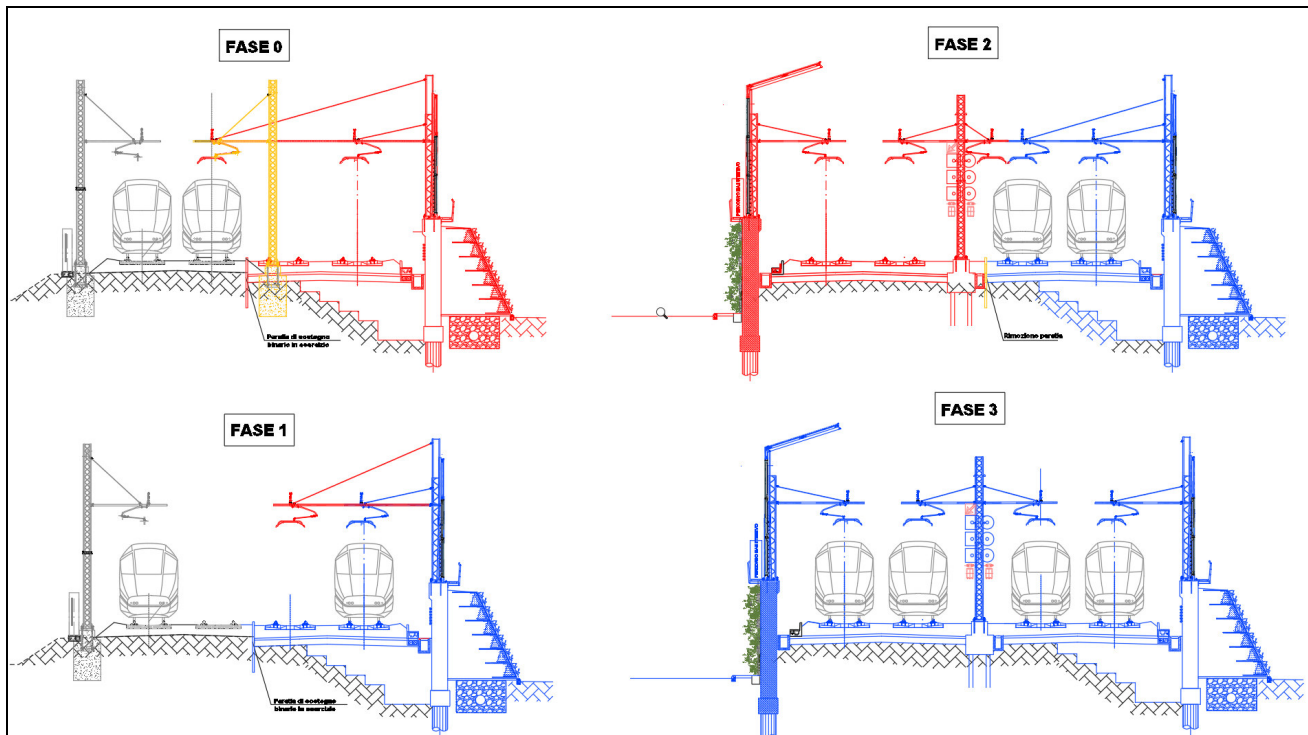 FASE 0
FASE 2
Paratia di sostegno
binario in esercizio
Rimozione paratia
FASE 1
FASE 3
Paratia di sostegno
binario in esercizio